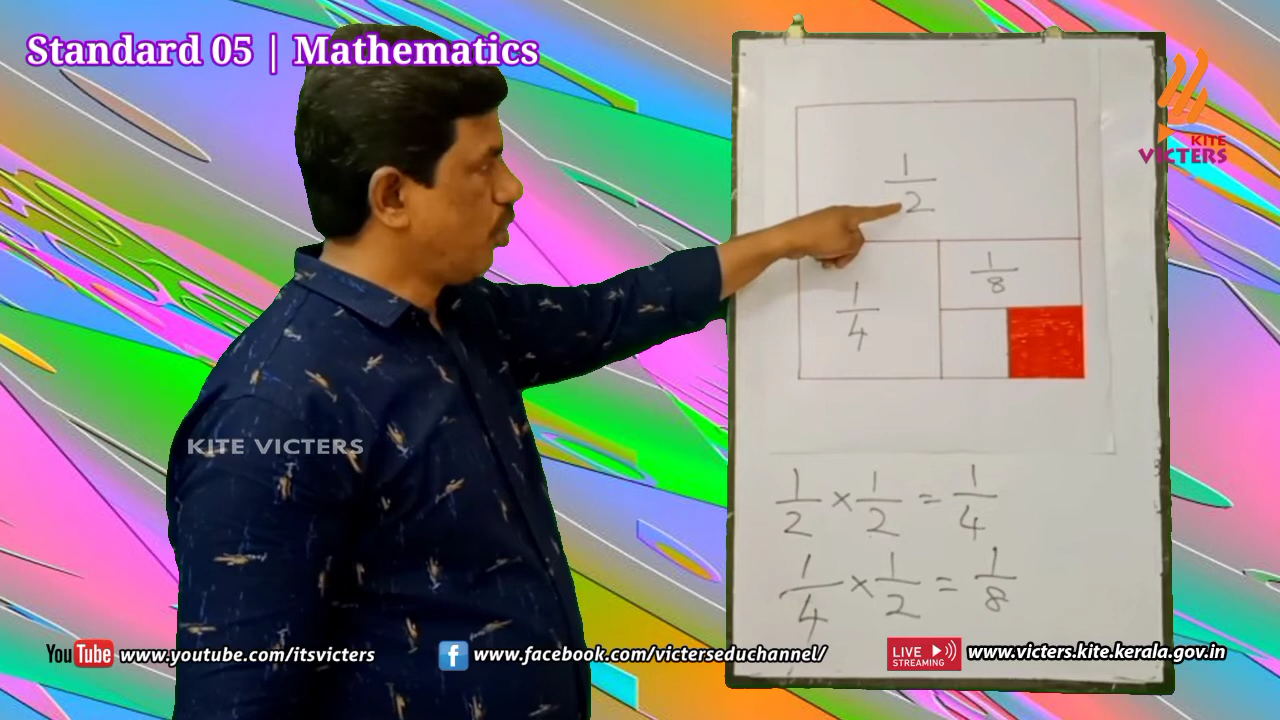 Standard 05 | Mathematics
KITE
VICTERS
1/2
1/8
1/4
KITE VICTERS
1/2 × 1/2 = 1/4
1/4 × 1/2 = 1/8
YouTube www.youtube.com/itsvicters
f www.facebook.com/victerseduchannel/
LIVE
STREAMING
www.victers.kite.kerala.gov.in